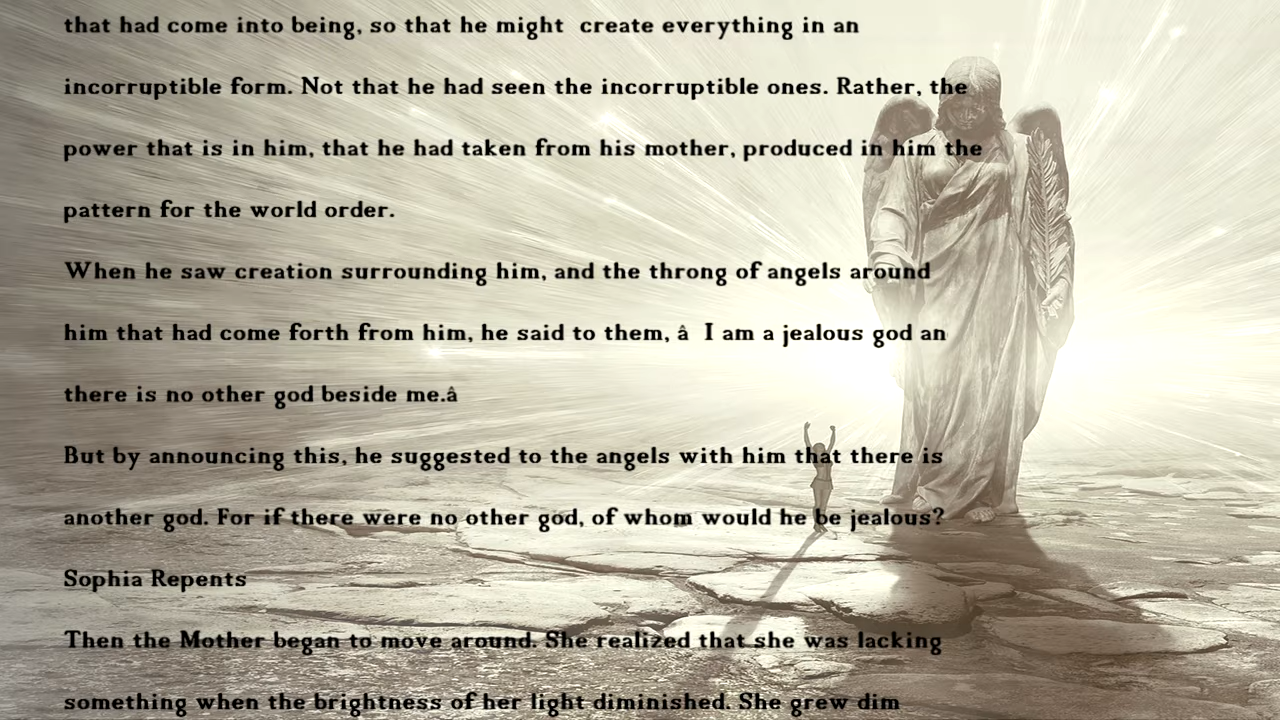 that had come into being, so that he might create everything in an
incorruptible form. Not that he had seen the incorruptible ones. Rather, the
power that is in him, that he had taken from his mother, produced in him the
pattern for the world order.
When he saw creation surrounding him, and the throng of angels around
him that had come forth from him, he said to them, â I am a jealous god an
there is no other god beside me.â
But by announcing this, he suggested to the angels with him that there is
another god. For if there were no other god, of whom would he be jealous?
Sophia Repents
Then the Mother began to move around. She realized that she was lacking
something when the brightness of her light diminished. She grew dim